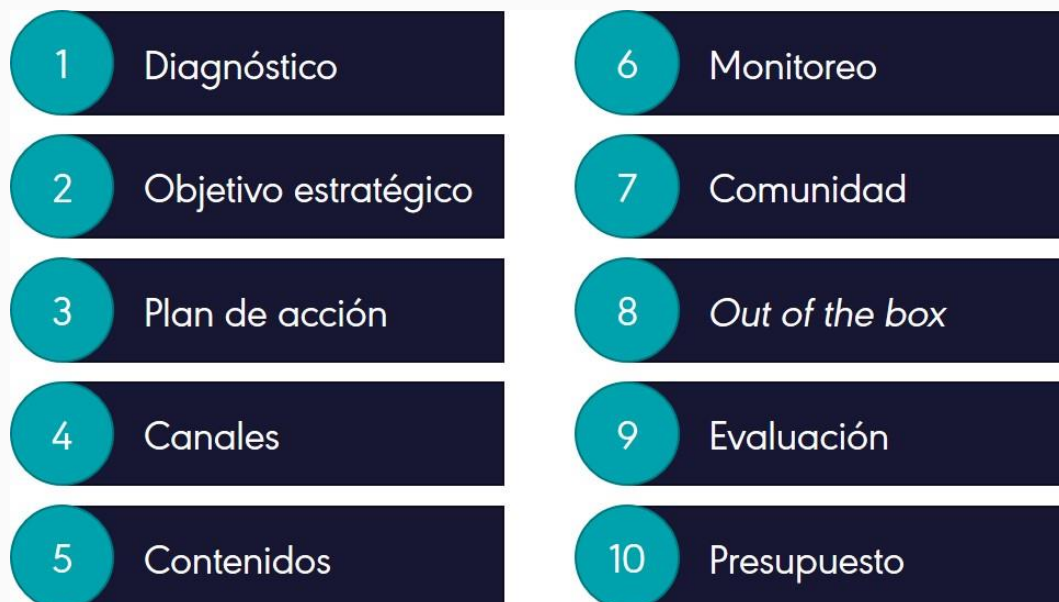 1 Diagnóstico
2 Objetivo estratégico
3 Plan de acción
4 Canales
5 Contenidos
6 Monitoreo
7 Comunidad
8 Out of the box
9 Evaluación
10 Presupuesto